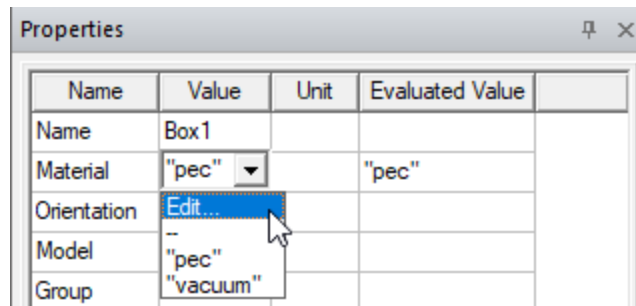 Properties
Name Value Unit Evaluated Value
Name Box1
Material "pec" "pec"
Orientation Edit...
--
Model "pec"
Group "vacuum"